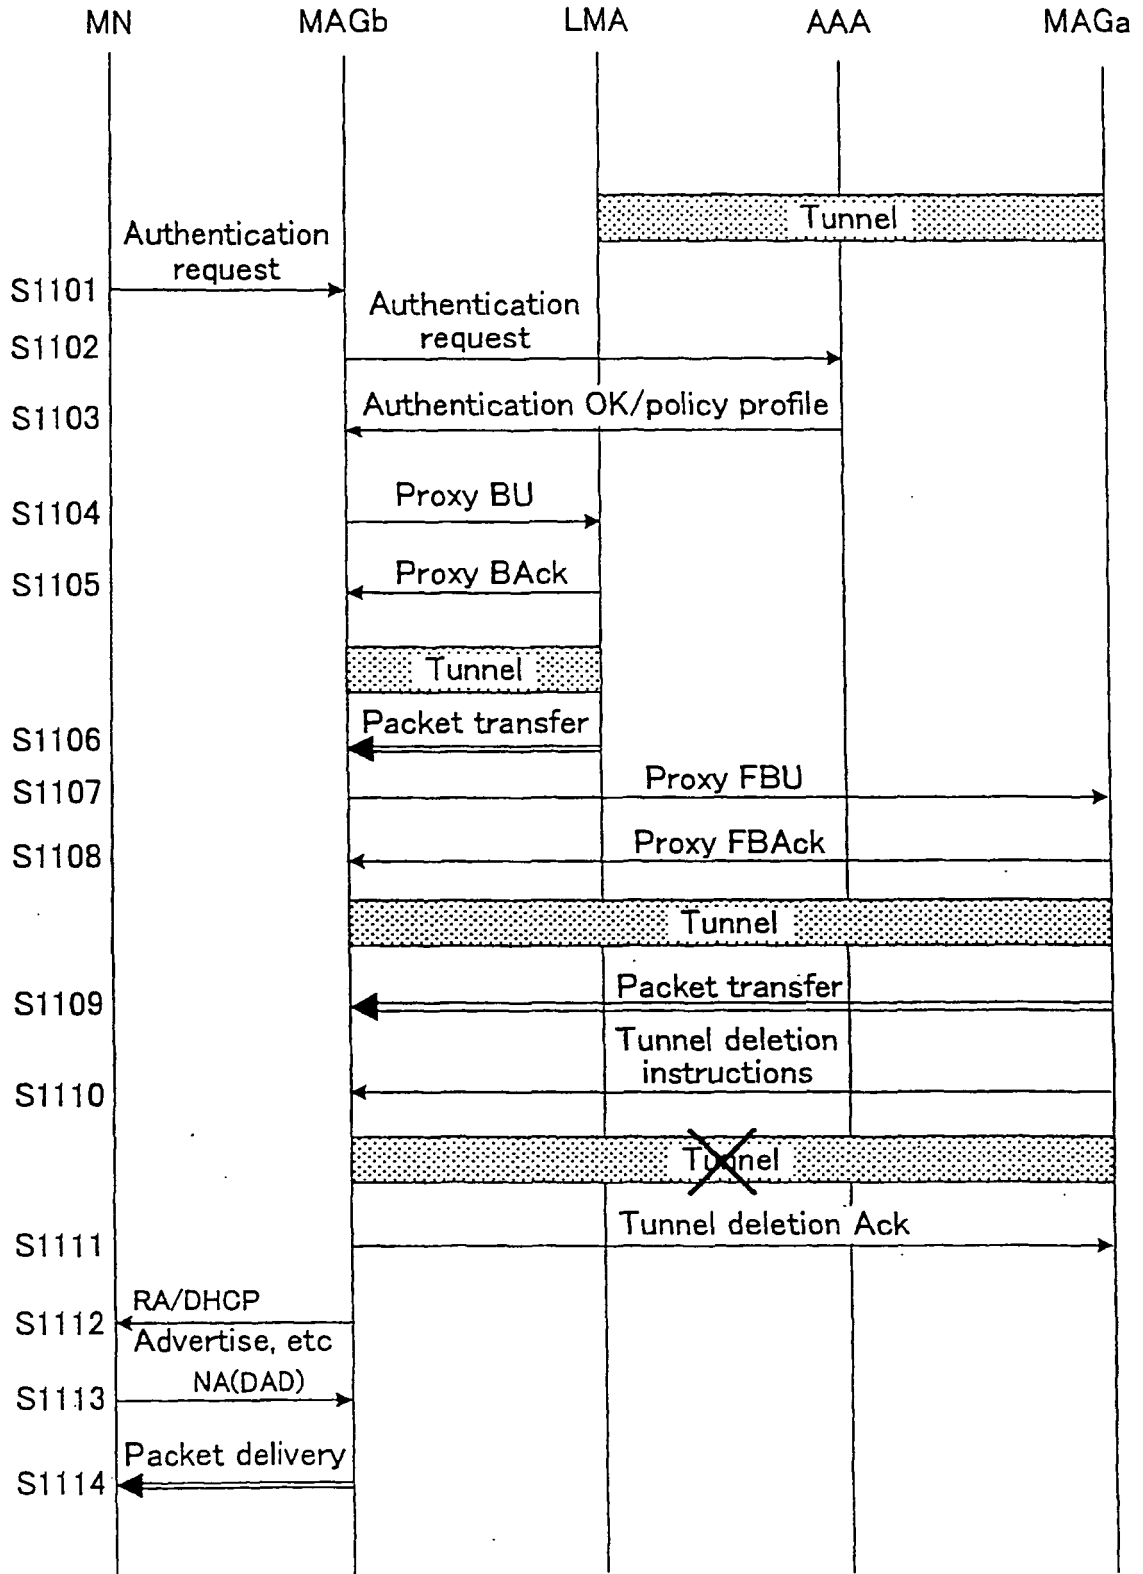 MN MAGb LMA AAA MAGa
Tunnel
Authentication
request
S1101
Authentication
request
S1102
Authentication OK/policy profile
S1103
Proxy BU
S1104
Proxy BAck
S1105
Tunnel
Packet transfer
S1106
Proxy FBU
S1107
Proxy FBAck
S1108
Tunnel
Packet transfer
S1109
Tunnel deletion
instructions
S1110
Tunnel
Tunnel deletion Ack
S1111
RA/DHCP
S1112
Advertise, etc
NA(DAD)
S1113
Packet delivery
S1114